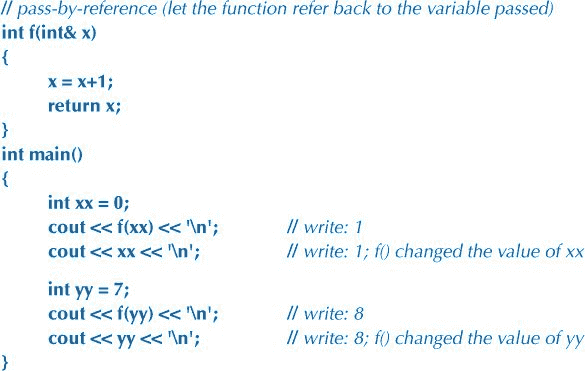 // pass-by-reference (let the function refer back to the variable passed)
int f(int& x)
{
x = x+1;
return x;
}
int main()
{
int xx = 0;
cout << f(xx) << '\n'; // write: 1
cout << xx << '\n'; // write: 1; f() changed the value of xx
int yy = 7;
cout << f(yy) << '\n'; // write: 8
cout << yy << '\n'; // write: 8; f() changed the value of yy
}